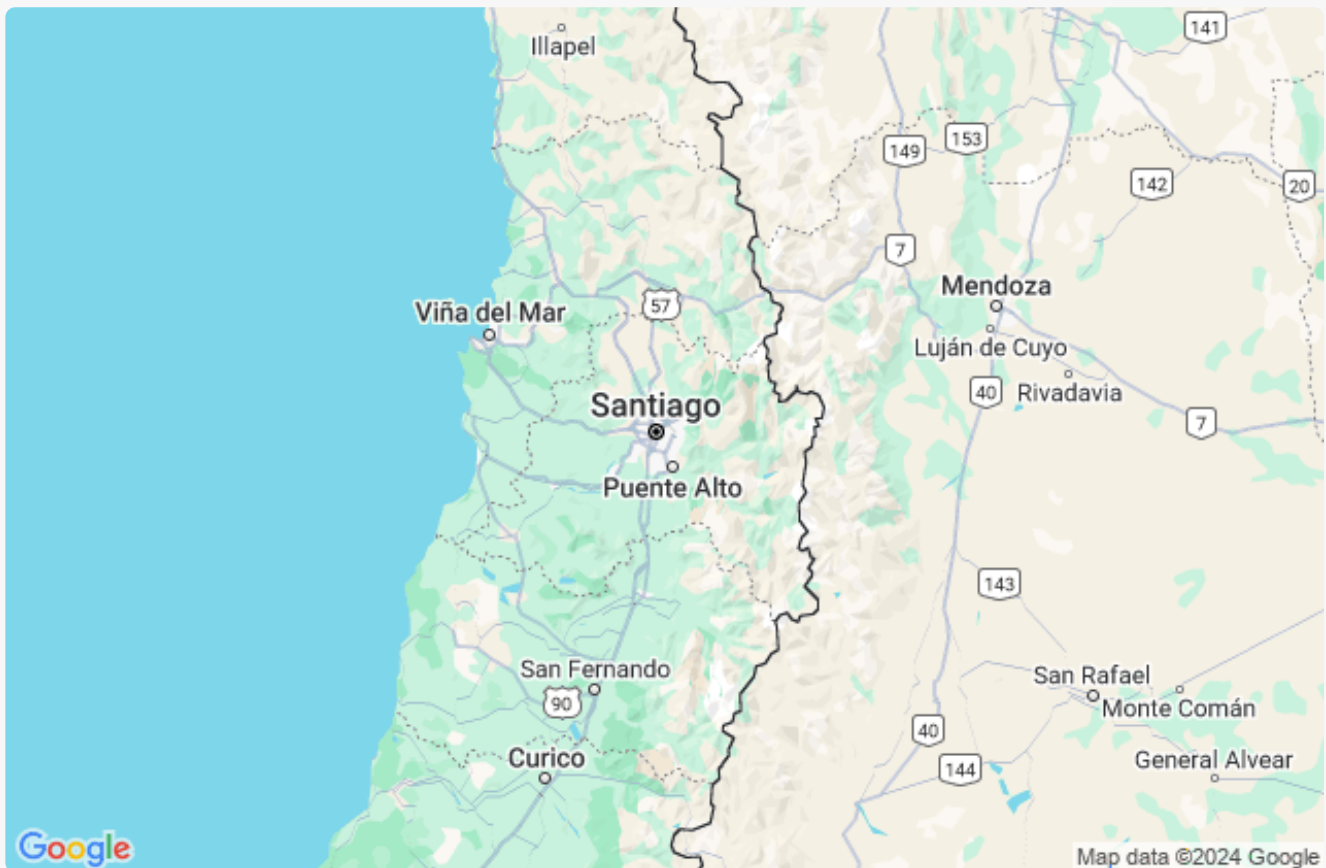 Illapel
141
153
149
142
20
7
Mendoza
57
Viña del Mar
Luján de Cuyo
Rivadavia
40
Santiago
7
Puente Alto
143
San Fernando
San Rafael
90
Monte Comán
40
Curico
144
General Alvear
Google
Map data ©2024 Google